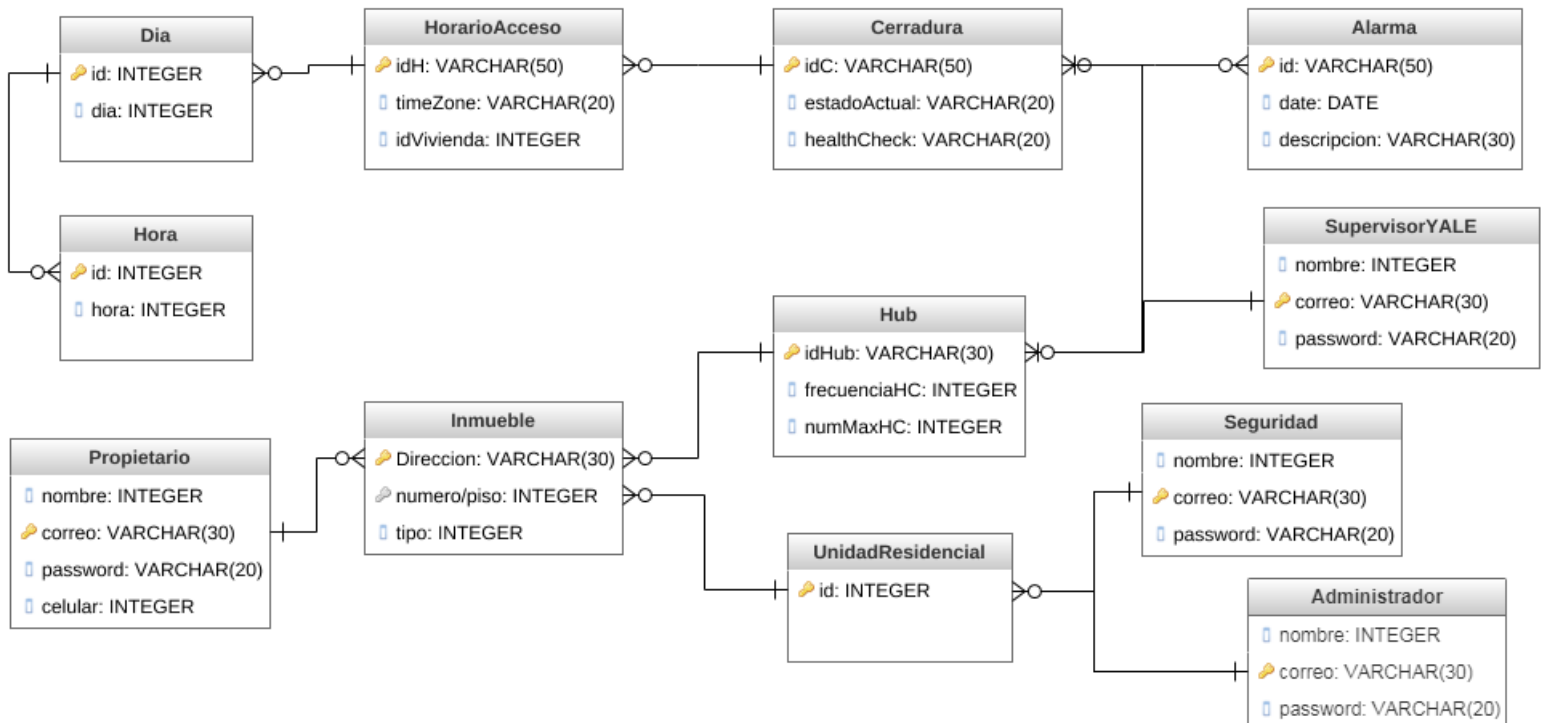 Dia
id: INTEGER
dia: INTEGER
HorarioAcceso
idH: VARCHAR(50)
timeZone: VARCHAR(20)
idVivienda: INTEGER
Cerradura
idC: VARCHAR(50)
estadoActual: VARCHAR(20)
healthCheck: VARCHAR(20)
Alarma
id: VARCHAR(50)
date: DATE
descripcion: VARCHAR(30)
Hora
id: INTEGER
hora: INTEGER
SupervisorYALE
nombre: INTEGER
correo: VARCHAR(30)
password: VARCHAR(20)
Hub
idHub: VARCHAR(30)
frecuenciaHC: INTEGER
numMaxHC: INTEGER
Propietario
nombre: INTEGER
correo: VARCHAR(30)
password: VARCHAR(20)
celular: INTEGER
Inmueble
Direccion: VARCHAR(30)
numero/piso: INTEGER
tipo: INTEGER
Seguridad
nombre: INTEGER
correo: VARCHAR(30)
password: VARCHAR(20)
UnidadResidencial
id: INTEGER
Administrador
nombre: INTEGER
correo: VARCHAR(30)
password: VARCHAR(20)